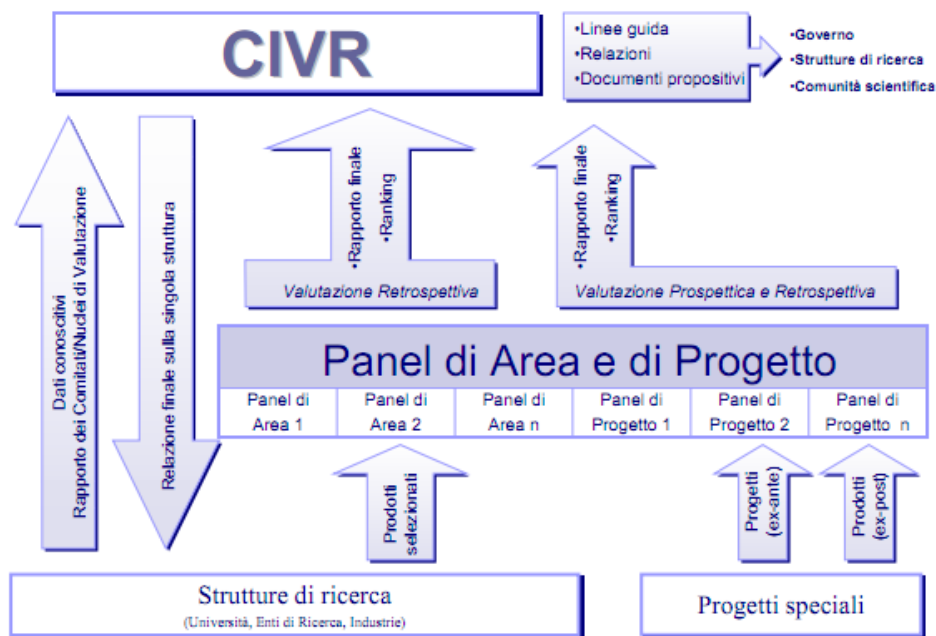 CIVR
•Linee guida
•Relazioni
•Documenti propositivi
•Governo
•Strutture di ricerca
•Comunità scientifica
Dati conoscitivi
Rapporto dei Comitati/Nuclei di Valutazione
Relazione finale sulla singola struttura
•Rapporto finale
•Ranking
Valutazione Retrospettiva
•Rapporto finale
•Ranking
Valutazione Prospettica e Retrospettiva
Panel di Area e di Progetto
Panel di
Area 1
Panel di
Area 2
Panel di
Area n
Panel di
Progetto 1
Panel di
Progetto 2
Panel di
Progetto n
Prodotti
selezionati
Progetti
(ex-ante)
Prodotti
(ex-post)
Strutture di ricerca
(Università, Enti di Ricerca, Industrie)
Progetti speciali